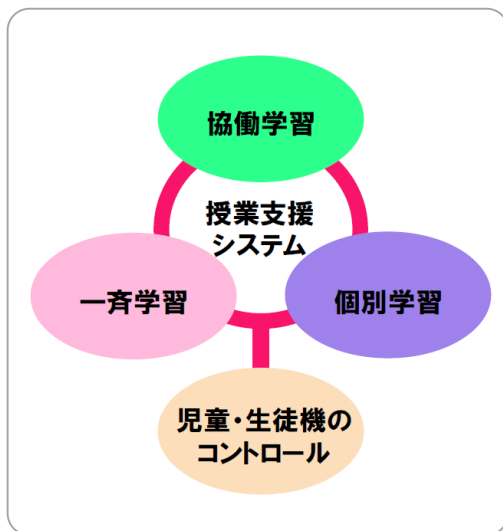 協働学習
授業支援
システム
一斉学習
個別学習
児童・生徒機の
コントロール